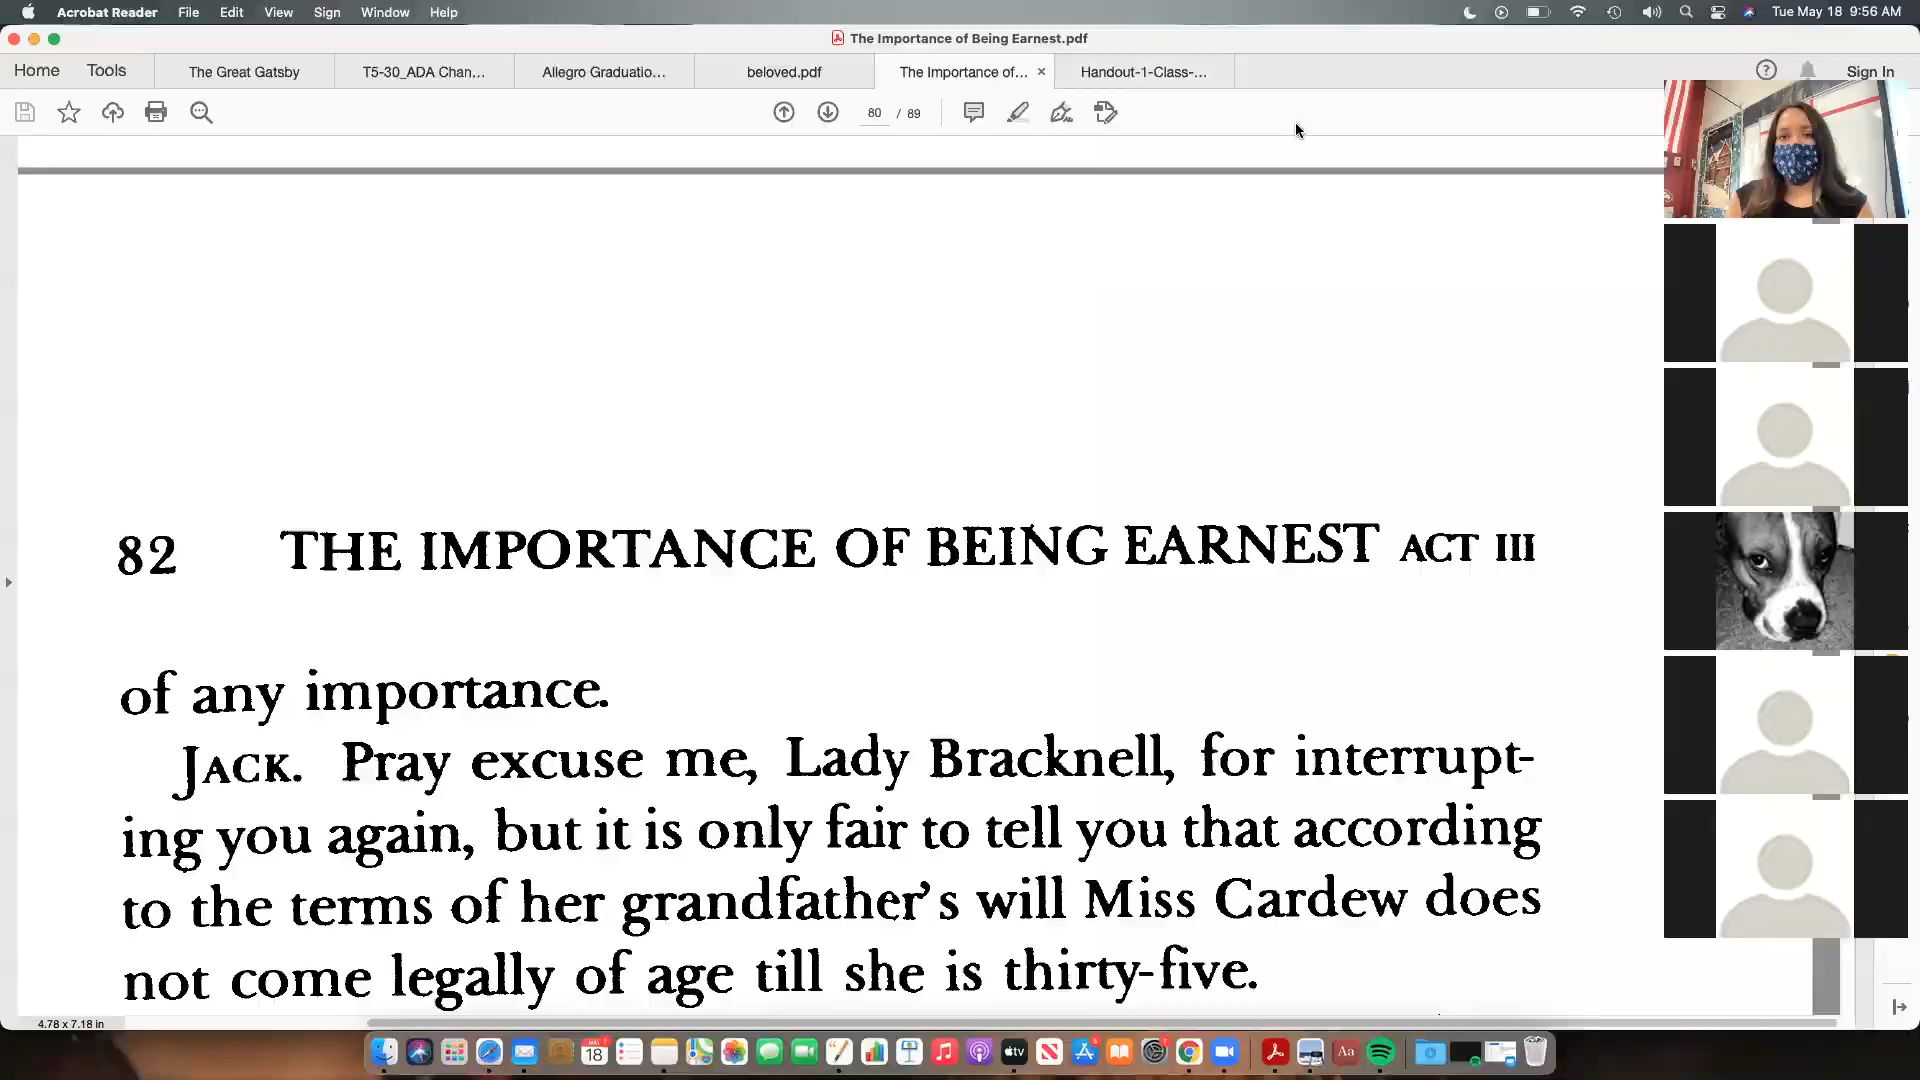 Acrobat Reader File Edit View Sign Window Help Tue May 18 9:56 AM
The Importance of Being Earnest.pdf
Home Tools The Great Gatsby T5-30_ADA Chan... Allegro Graduatio... beloved.pdf The Importance of... × Handout-1-Class-... Sign In
80 / 89
82 THE IMPORTANCE OF BEING EARNEST ACT III
of any importance.
JACK. Pray excuse me, Lady Bracknell, for interrupt-
ing you again, but it is only fair to tell you that according
to the terms of her grandfather's will Miss Cardew does
not come legally of age till she is thirty-five.
4.78 x 7.18 in
18
tv
Aa